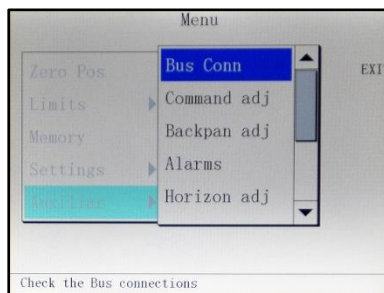 Menu
Zero Pos
Limits
Memory
Settings
Auxiliar
Bus Conn
Command adj
Backpan adj
Alarms
Horizon adj
EXIT
Check the Bus connections